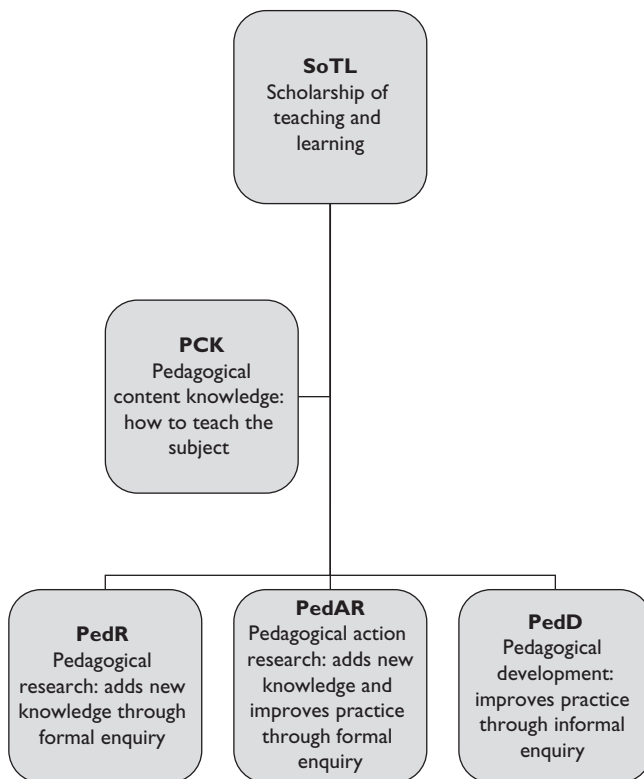 SoTL
Scholarship of
teaching and
learning
PCK
Pedagogical
content knowledge:
how to teach the
subject
PedR
Pedagogical
research: adds new
knowledge through
formal enquiry
PedAR
Pedagogical action
research: adds new
knowledge and
improves practice
through formal
enquiry
PedD
Pedagogical
development:
improves practice
through informal
enquiry